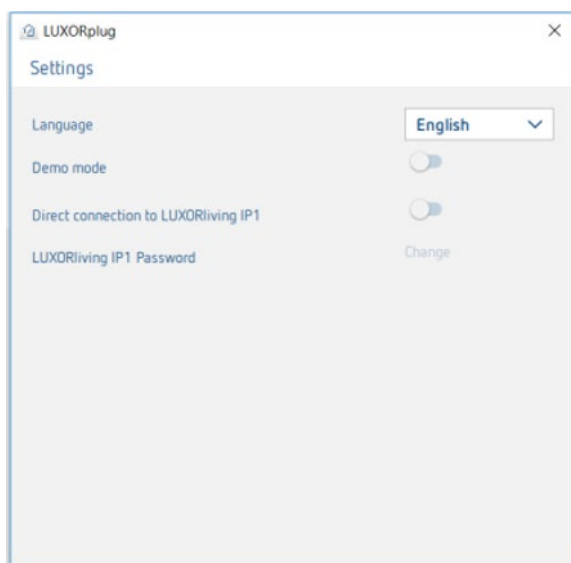 LUXORplug
Settings
Language English
Demo mode
Direct connection to LUXORliving IP1
LUXORliving IP1 Password Change